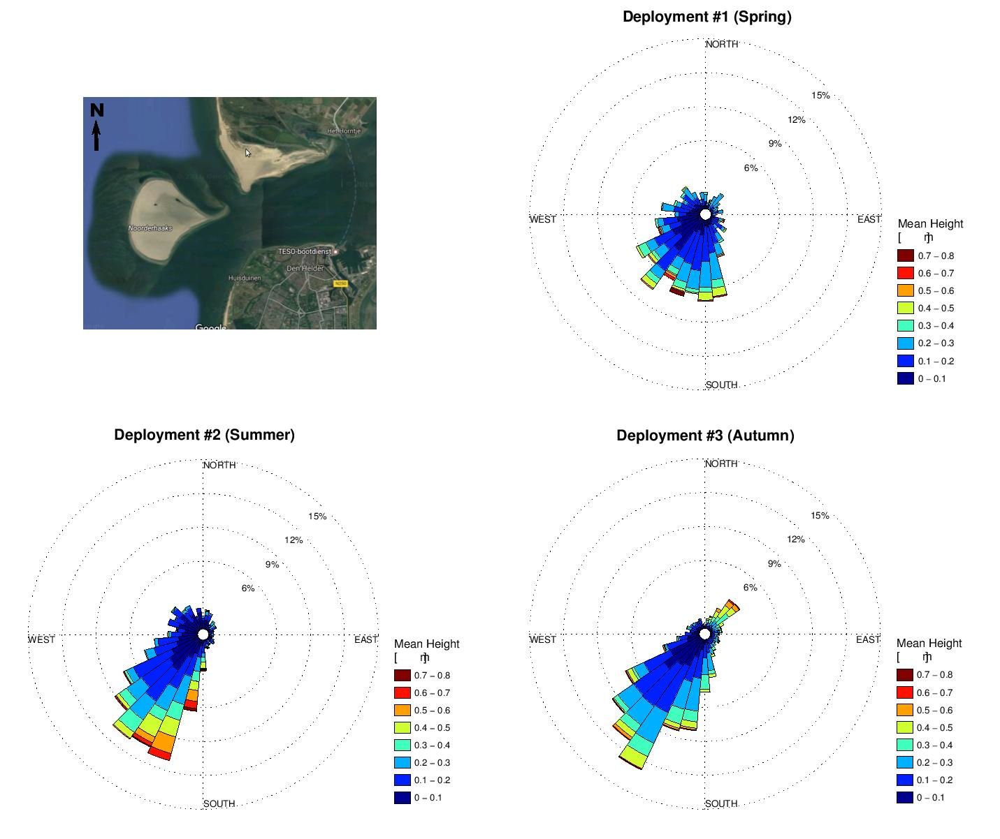 Deployment #1 (Spring)
NORTH
15%
12%
9%
6%
WEST
EAST
SOUTH
Mean Height
[ m]
0.7 – 0.8
0.6 – 0.7
0.5 – 0.6
0.4 – 0.5
0.3 – 0.4
0.2 – 0.3
0.1 – 0.2
0 – 0.1
N
Het Horntje
Noorderhaaks
TESO-bootdienst
Den Helder
Huisduinen
N250
Google
Deployment #2 (Summer)
NORTH
15%
12%
9%
6%
WEST
EAST
SOUTH
Mean Height
[ m]
0.7 – 0.8
0.6 – 0.7
0.5 – 0.6
0.4 – 0.5
0.3 – 0.4
0.2 – 0.3
0.1 – 0.2
0 – 0.1
Deployment #3 (Autumn)
NORTH
15%
12%
9%
6%
WEST
EAST
SOUTH
Mean Height
[ m]
0.7 – 0.8
0.6 – 0.7
0.5 – 0.6
0.4 – 0.5
0.3 – 0.4
0.2 – 0.3
0.1 – 0.2
0 – 0.1